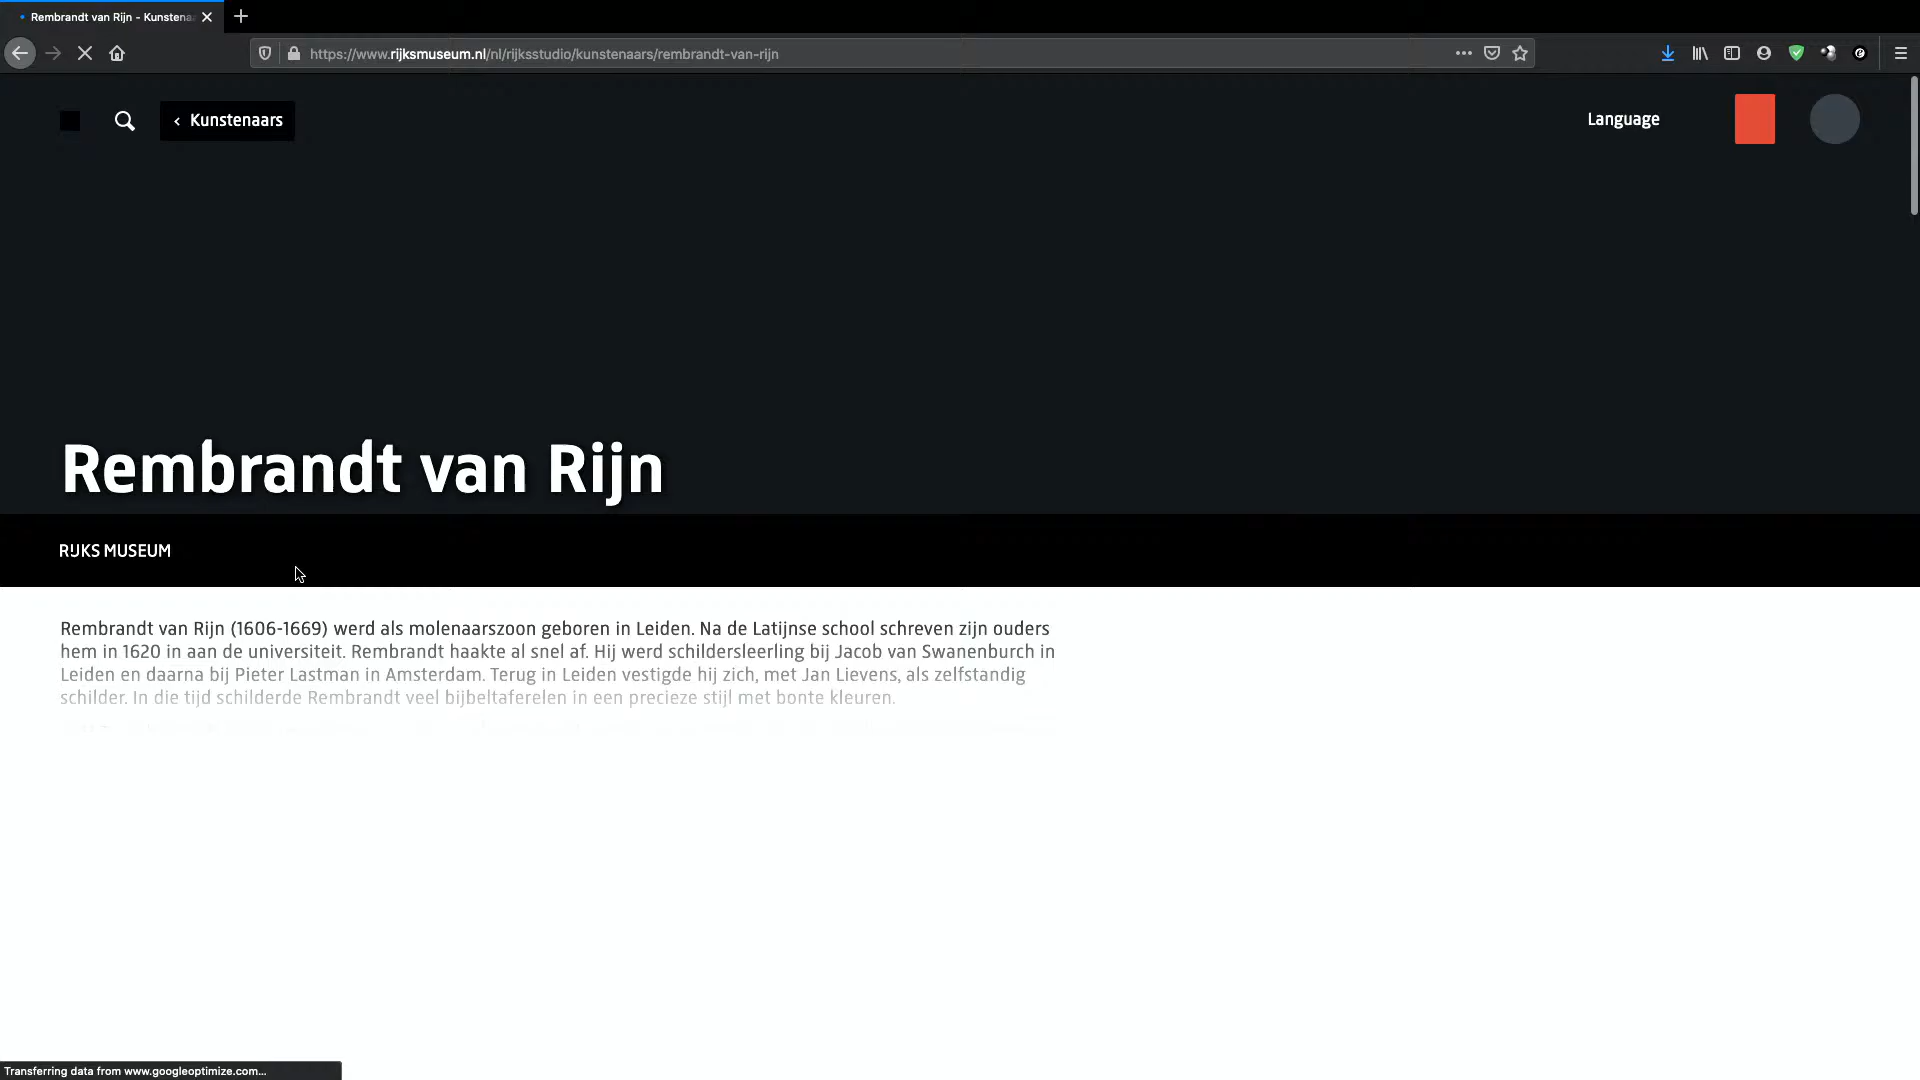 Rembrandt van Rijn - Kunstena
https://www.rijksmuseum.nl/nl/rijksstudio/kunstenaars/rembrandt-van-rijn
‹ Kunstenaars
Language
Rembrandt van Rijn
RIJKS MUSEUM
Rembrandt van Rijn (1606-1669) werd als molenaarszoon geboren in Leiden. Na de Latijnse school schreven zijn ouders
hem in 1620 in aan de universiteit. Rembrandt haakte al snel af. Hij werd schildersleerling bij Jacob van Swanenburch in
Leiden en daarna bij Pieter Lastman in Amsterdam. Terug in Leiden vestigde hij zich, met Jan Lievens, als zelfstandig
schilder. In die tijd schilderde Rembrandt veel bijbeltaferelen in een precieze stijl met bonte kleuren.
Transferring data from www.googleoptimize.com...